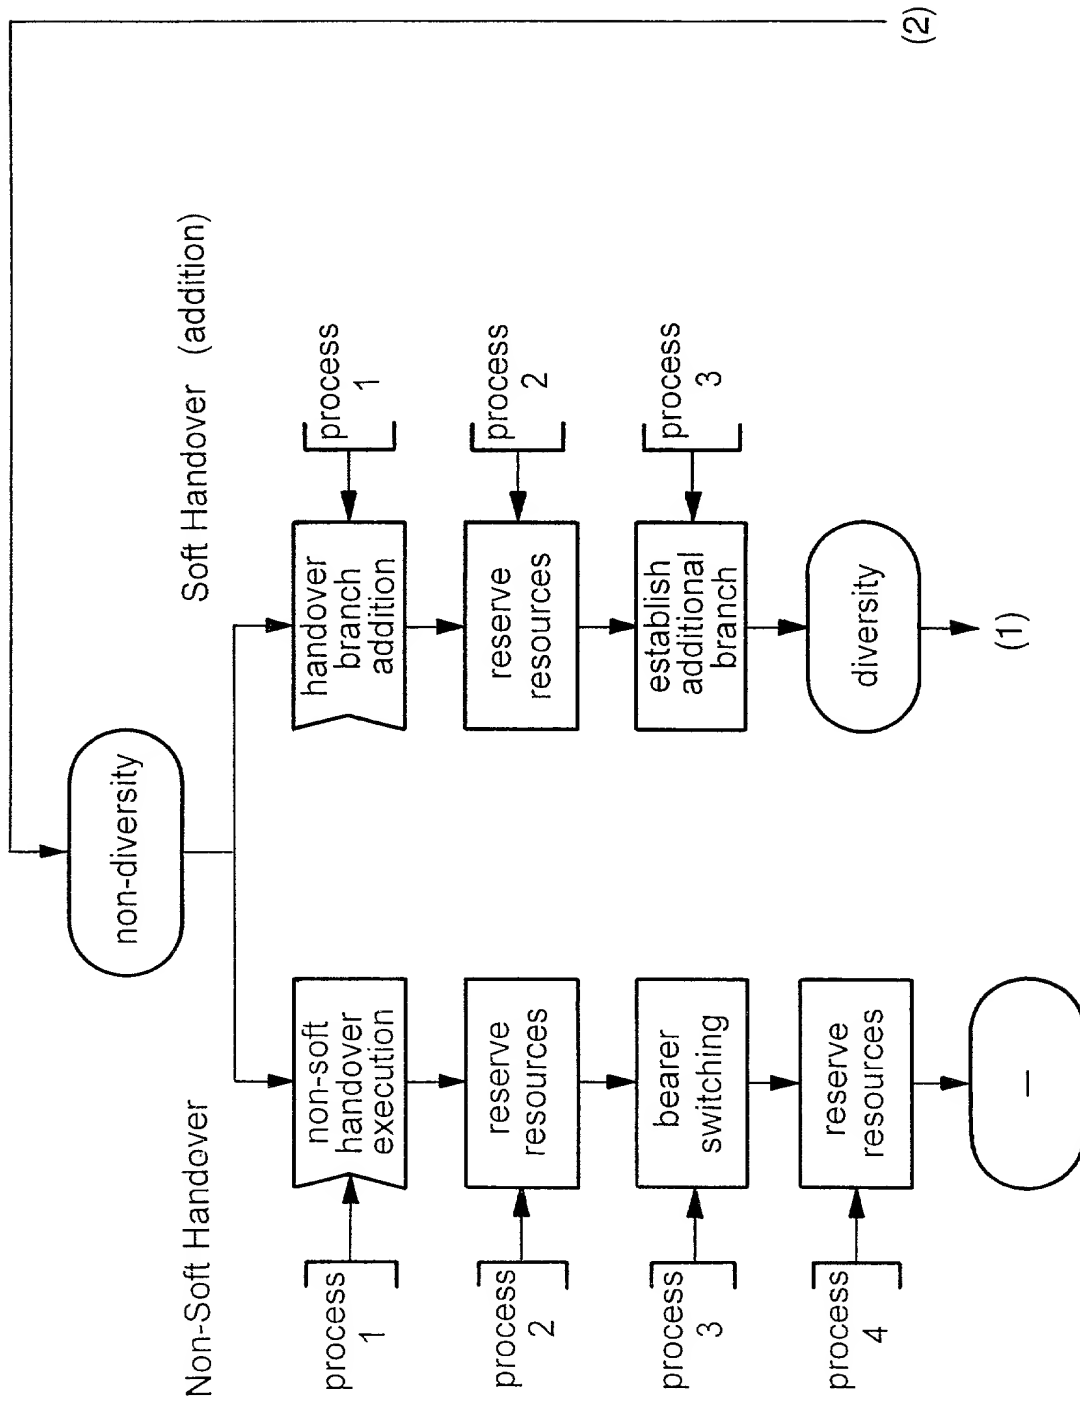 non-diversity
Non-Soft Handover
Soft Handover (addition)
process
1
non-soft
handover
execution
handover
branch
addition
process
1
process
2
reserve
resources
reserve
resources
process
2
process
3
bearer
switching
establish
additional
branch
process
3
process
4
reserve
resources
diversity
–
(1)
(2)